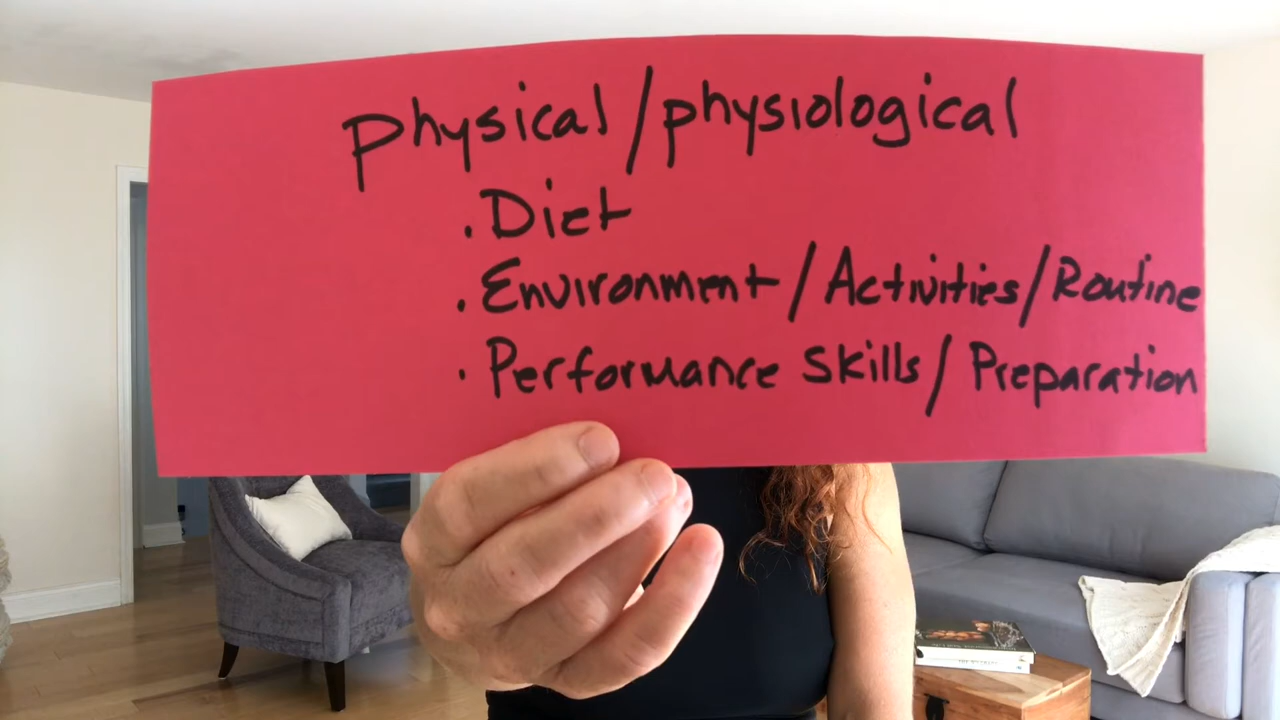 Physical/physiological
. Diet
. Environment/Activities/Routine
. Performance Skills/Preparation